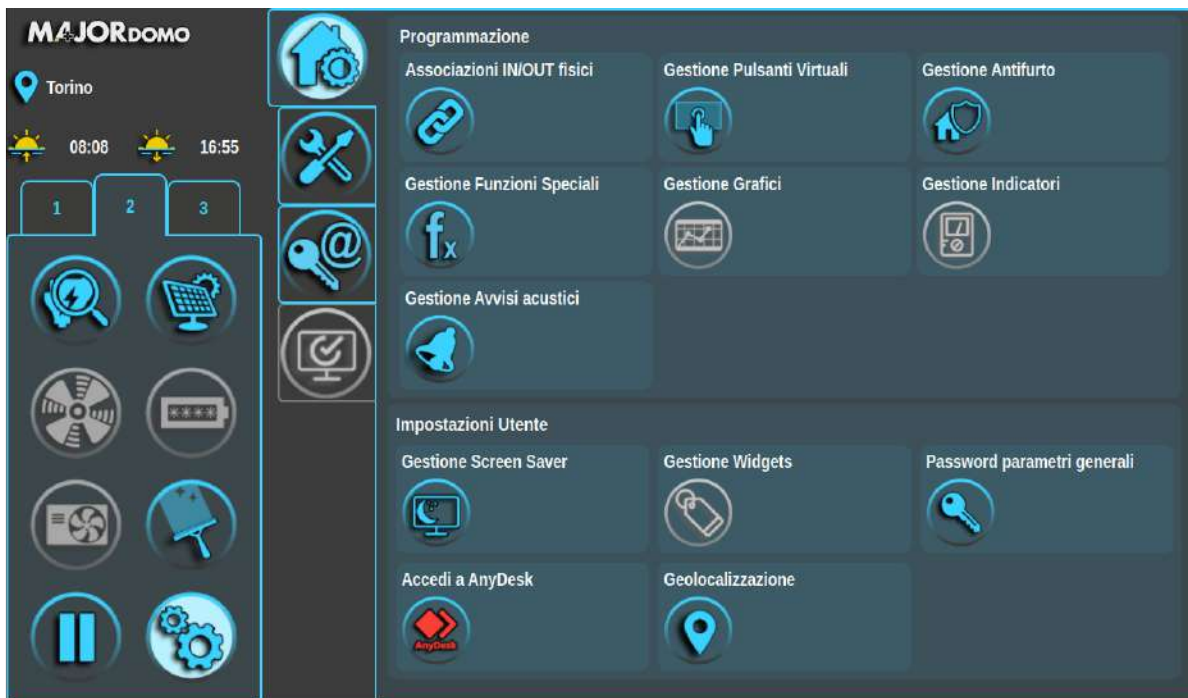 MAJORDOMO
Torino
08:08 16:55
1 2 3
****
@
Programmazione
Associazioni IN/OUT fisici
Gestione Pulsanti Virtuali
Gestione Antifurto
Gestione Funzioni Speciali
fx
Gestione Grafici
Gestione Indicatori
Gestione Avvisi acustici
Impostazioni Utente
Gestione Screen Saver
Gestione Widgets
Password parametri generali
Accedi a AnyDesk
AnyDesk
Geolocalizzazione